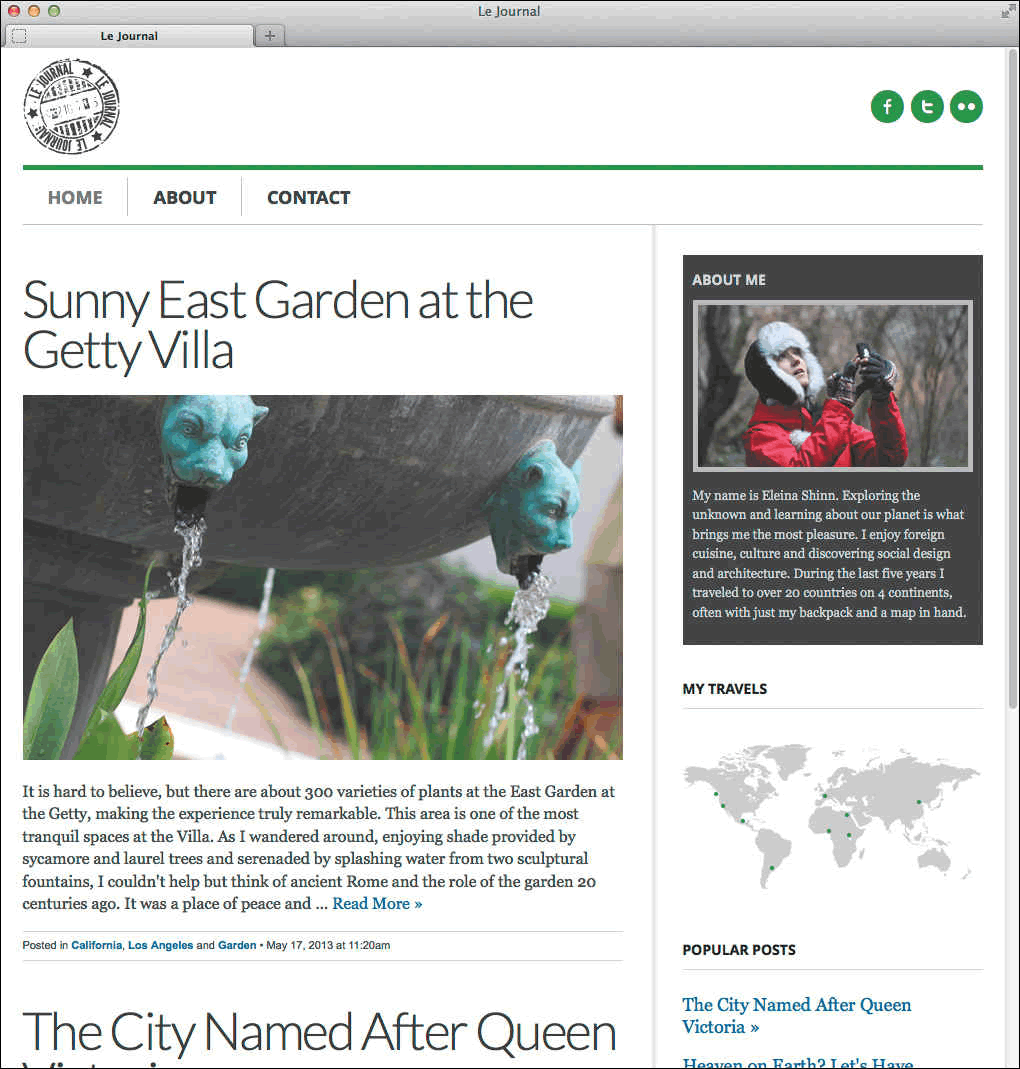 Le Journal
Le Journal
LE JOURNAL
LE JOURNAL
LE JOURNAL
HOME
ABOUT
CONTACT
Sunny East Garden at the
Getty Villa
It is hard to believe, but there are about 300 varieties of plants at the East Garden at
the Getty, making the experience truly remarkable. This area is one of the most
tranquil spaces at the Villa. As I wandered around, enjoying shade provided by
sycamore and laurel trees and serenaded by splashing water from two sculptural
fountains, I couldn't help but think of ancient Rome and the role of the garden 20
centuries ago. It was a place of peace and ... Read More »
Posted in California, Los Angeles and Garden • May 17, 2013 at 11:20am
The City Named After Queen
ABOUT ME
My name is Eleina Shinn. Exploring the
unknown and learning about our planet is what
brings me the most pleasure. I enjoy foreign
cuisine, culture and discovering social design
and architecture. During the last five years I
traveled to over 20 countries on 4 continents,
often with just my backpack and a map in hand.
MY TRAVELS
POPULAR POSTS
The City Named After Queen
Victoria »
Heaven on Earth? Let's Have